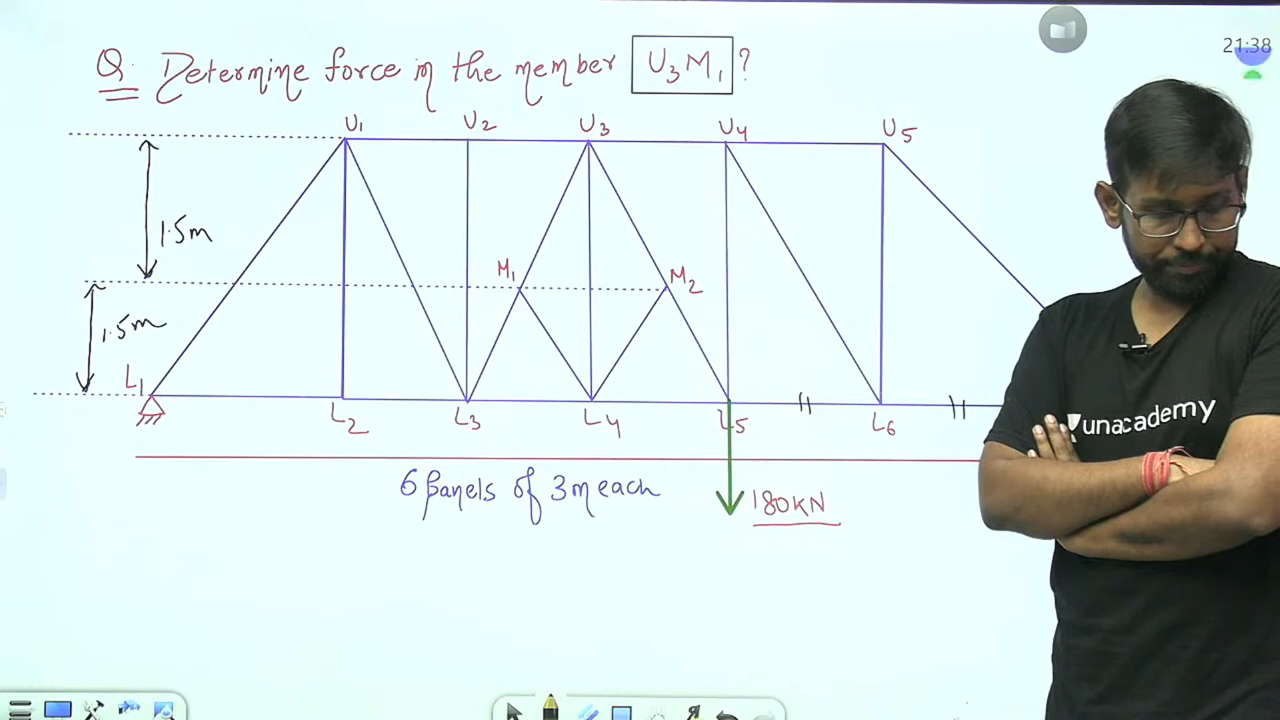 Q. Determine force in the member U3M1?
21:38
U1 U2 U3 U4 U5
1.5m
M1 M2
1.5m
L1
L2 L3 L4 L5 L6
unacademy
6 Panels of 3m each
180KN